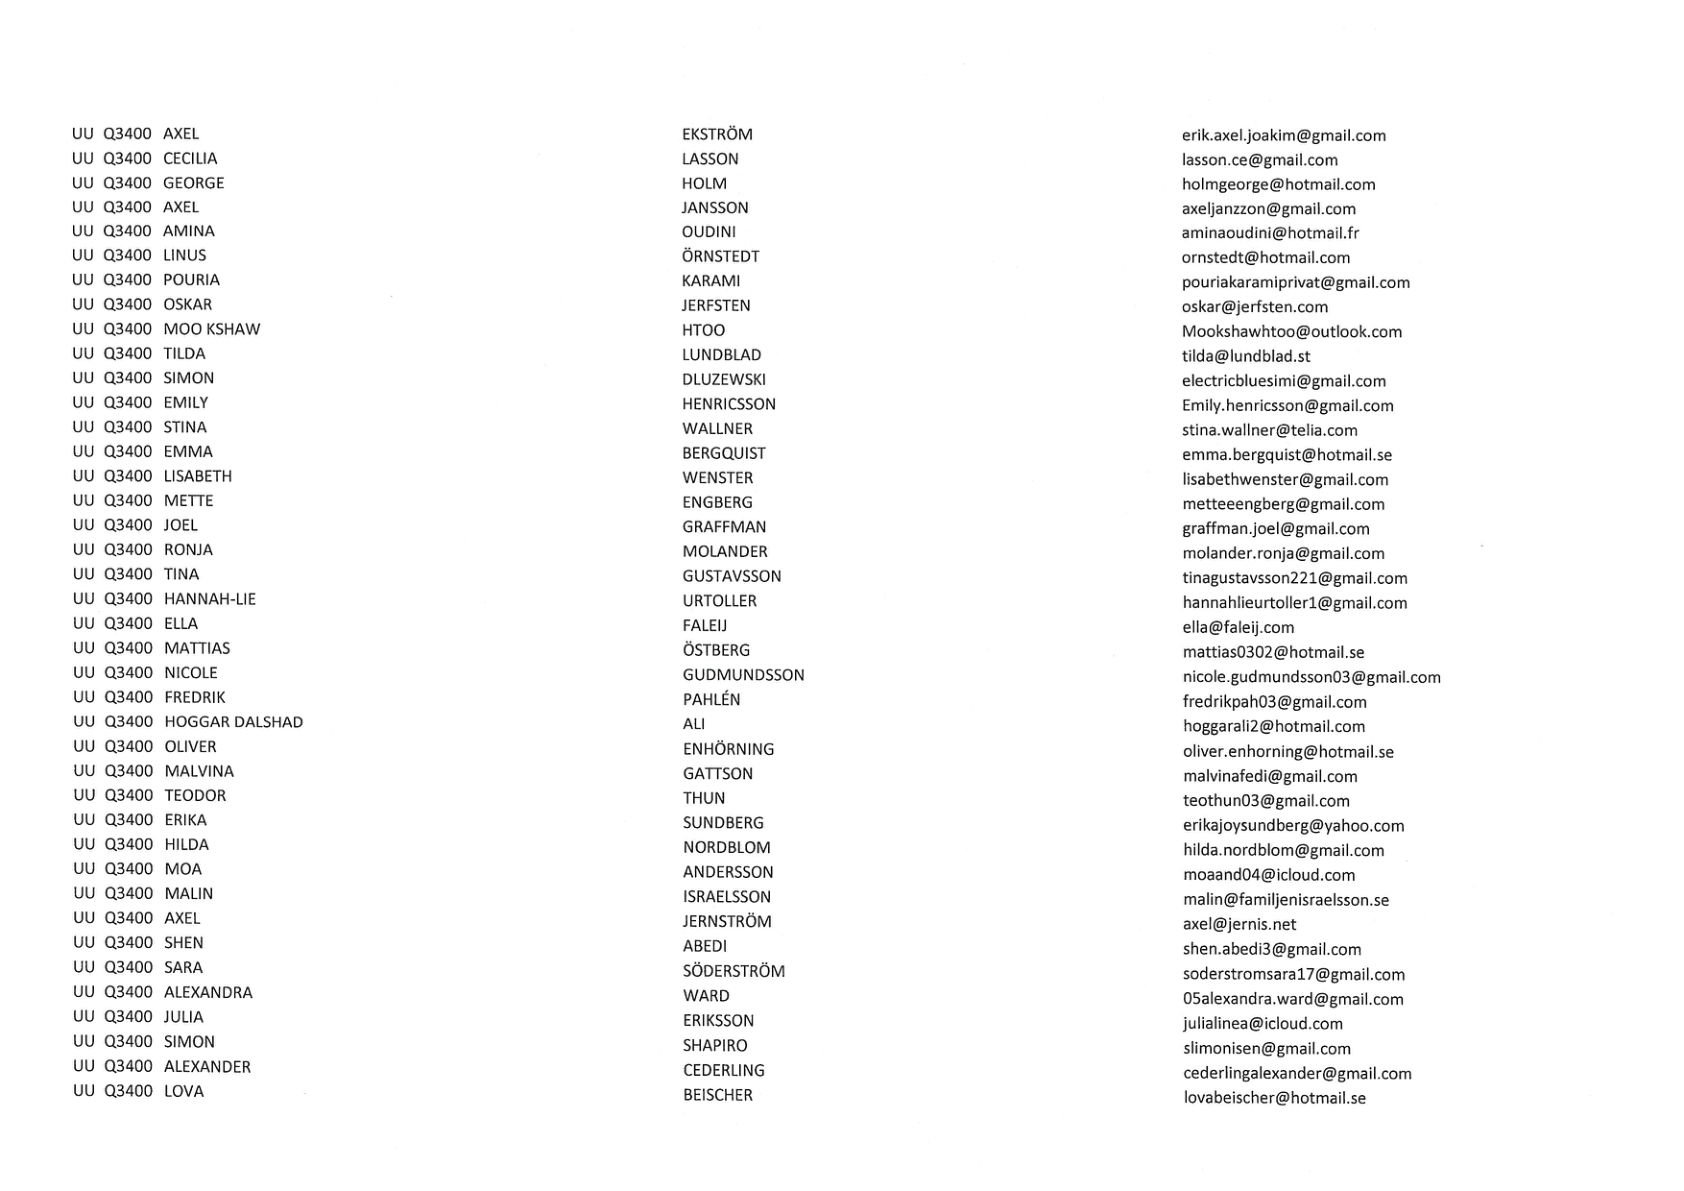 UU Q3400 AXEL EKSTRÖM erik.axel.joakim@gmail.com
UU Q3400 CECILIA LASSON lasson.ce@gmail.com
UU Q3400 GEORGE HOLM holmgeorge@hotmail.com
UU Q3400 AXEL JANSSON axeljanzzon@gmail.com
UU Q3400 AMINA OUDINI aminaoudini@hotmail.fr
UU Q3400 LINUS ÖRNSTEDT ornstedt@hotmail.com
UU Q3400 POURIA KARAMI pouriakaramiprivat@gmail.com
UU Q3400 OSKAR JERFSTEN oskar@jerfsten.com
UU Q3400 MOO KSHAW HTOO Mookshawhtoo@outlook.com
UU Q3400 TILDA LUNDBLAD tilda@lundblad.st
UU Q3400 SIMON DLUZEWSKI electricbluesimi@gmail.com
UU Q3400 EMILY HENRICSSON Emily.henricsson@gmail.com
UU Q3400 STINA WALLNER stina.wallner@telia.com
UU Q3400 EMMA BERGQUIST emma.bergquist@hotmail.se
UU Q3400 LISABETH WENSTER lisabethwenster@gmail.com
UU Q3400 METTE ENGBERG metteeengberg@gmail.com
UU Q3400 JOEL GRAFFMAN graffman.joel@gmail.com
UU Q3400 RONJA MOLANDER molander.ronja@gmail.com
UU Q3400 TINA GUSTAVSSON tinagustavsson221@gmail.com
UU Q3400 HANNAH-LIE URTOLLER hannahlieurtoller1@gmail.com
UU Q3400 ELLA FALEIJ ella@faleij.com
UU Q3400 MATTIAS ÖSTBERG mattias0302@hotmail.se
UU Q3400 NICOLE GUDMUNDSSON nicole.gudmundsson03@gmail.com
UU Q3400 FREDRIK PAHLÉN fredrikpah03@gmail.com
UU Q3400 HOGGAR DALSHAD ALI hoggarali2@hotmail.com
UU Q3400 OLIVER ENHÖRNING oliver.enhorning@hotmail.se
UU Q3400 MALVINA GATTSON malvinafedi@gmail.com
UU Q3400 TEODOR THUN teothun03@gmail.com
UU Q3400 ERIKA SUNDBERG erikajoysundberg@yahoo.com
UU Q3400 HILDA NORDBLOM hilda.nordblom@gmail.com
UU Q3400 MOA ANDERSSON moaand04@icloud.com
UU Q3400 MALIN ISRAELSSON malin@familjenisraelsson.se
UU Q3400 AXEL JERNSTRÖM axel@jernis.net
UU Q3400 SHEN ABEDI shen.abedi3@gmail.com
UU Q3400 SARA SÖDERSTRÖM soderstromsara17@gmail.com
UU Q3400 ALEXANDRA WARD 05alexandra.ward@gmail.com
UU Q3400 JULIA ERIKSSON julialinea@icloud.com
UU Q3400 SIMON SHAPIRO slimonisen@gmail.com
UU Q3400 ALEXANDER CEDERLING cederlingalexander@gmail.com
UU Q3400 LOVA BEISCHER lovabeischer@hotmail.se